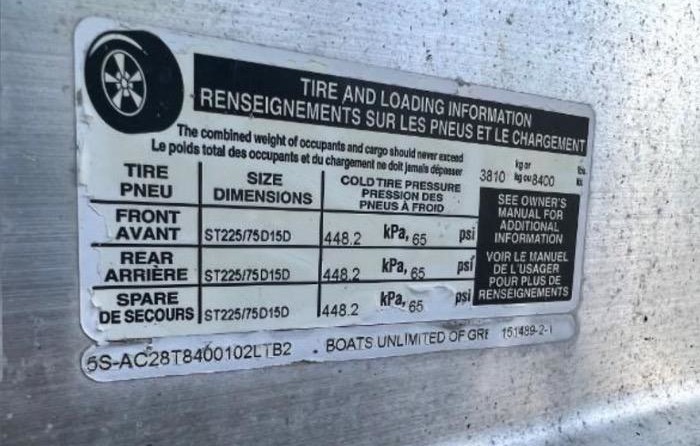 TIRE AND LOADING INFORMATION
RENSEIGNEMENTS SUR LES PNEUS ET LE CHARGEMENT
The combined weight of occupants and cargo should never exceed
Le poids total des occupants et du chargement ne doit jamais dépasser
3810 kg or
kg ou 8400 lbs.
TIRE
PNEU
SIZE
DIMENSIONS
COLD TIRE PRESSURE
PRESSION DES
PNEUS À FROID
SEE OWNER'S
MANUAL FOR
ADDITIONAL
INFORMATION
VOIR LE MANUEL
DE L'USAGER
POUR PLUS DE
RENSEIGNEMENTS
FRONT
AVANT
ST225/75D15D
448.2 kPa, 65 psi
REAR
ARRIÈRE
ST225/75D15D
448.2 kPa, 65 psi
SPARE
DE SECOURS
ST225/75D15D
448.2 kPa, 65 psi
5S-AC28T8400102LTB2 . BOATS UNLIMITED OF GRE 151489-2-1